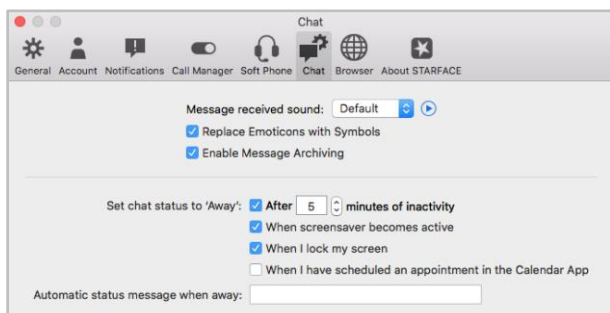 Chat
General Account Notifications Call Manager Soft Phone Chat Browser About STARFACE
Message received sound: Default
Replace Emoticons with Symbols
Enable Message Archiving
Set chat status to 'Away': After 5 minutes of inactivity
When screensaver becomes active
When I lock my screen
When I have scheduled an appointment in the Calendar App
Automatic status message when away: